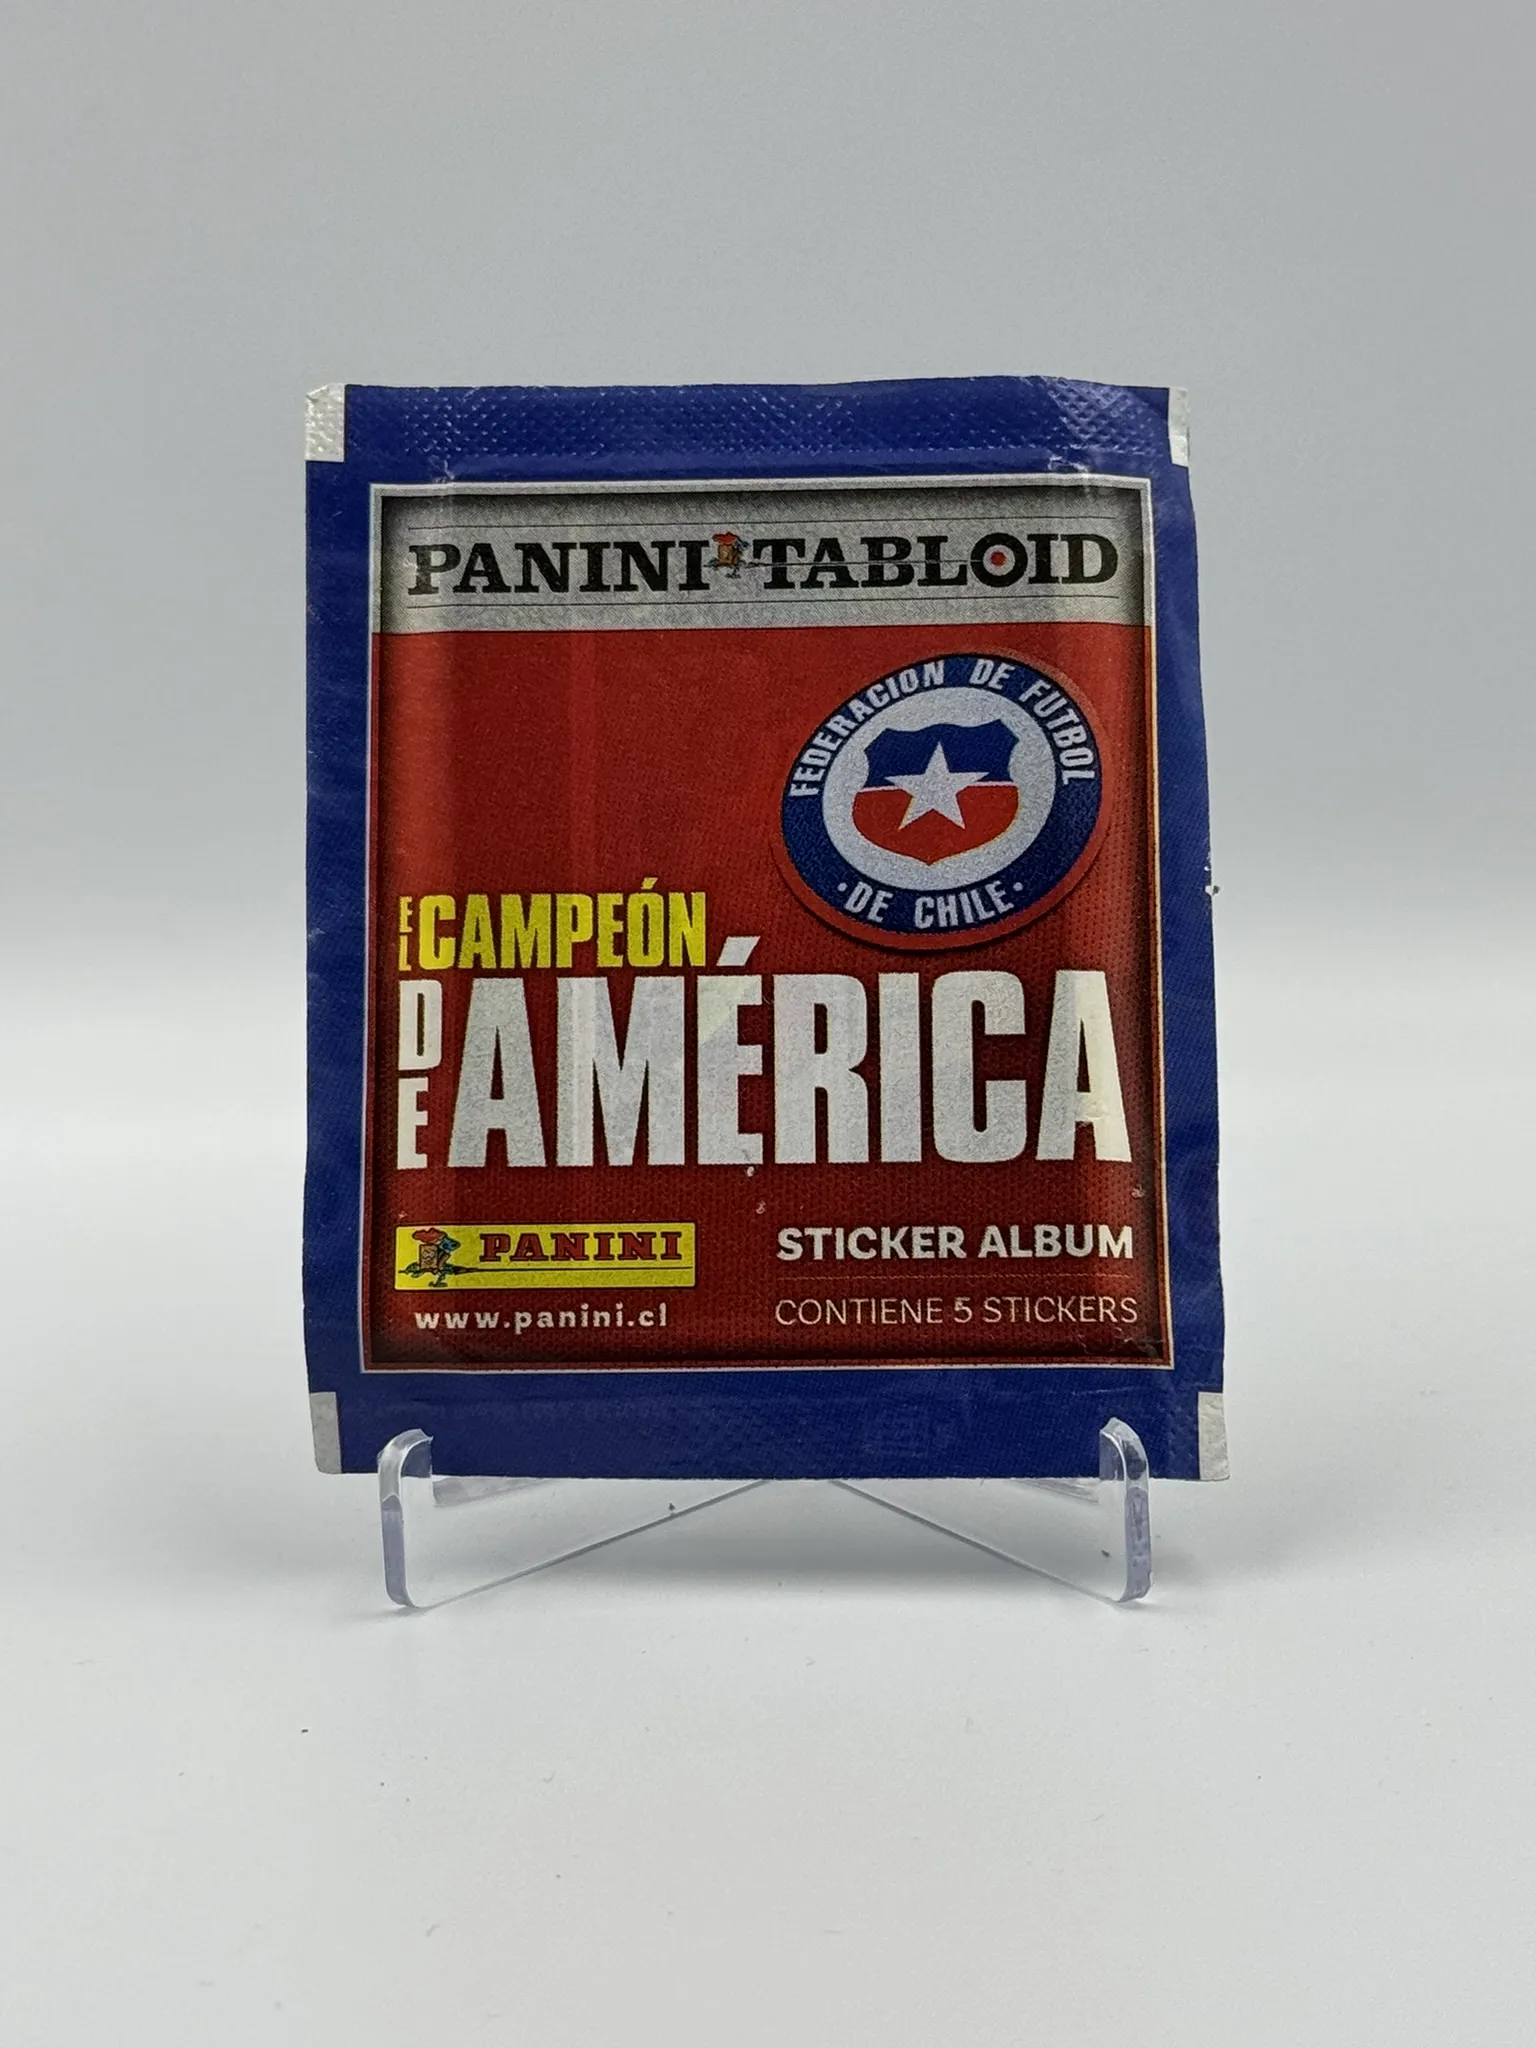 PANINI TABLOID
FEDERACION DE FUTBOL
· DE CHILE ·
EL CAMPEÓN
DE AMÉRICA
PANINI
www.panini.cl
STICKER ALBUM
CONTIENE 5 STICKERS